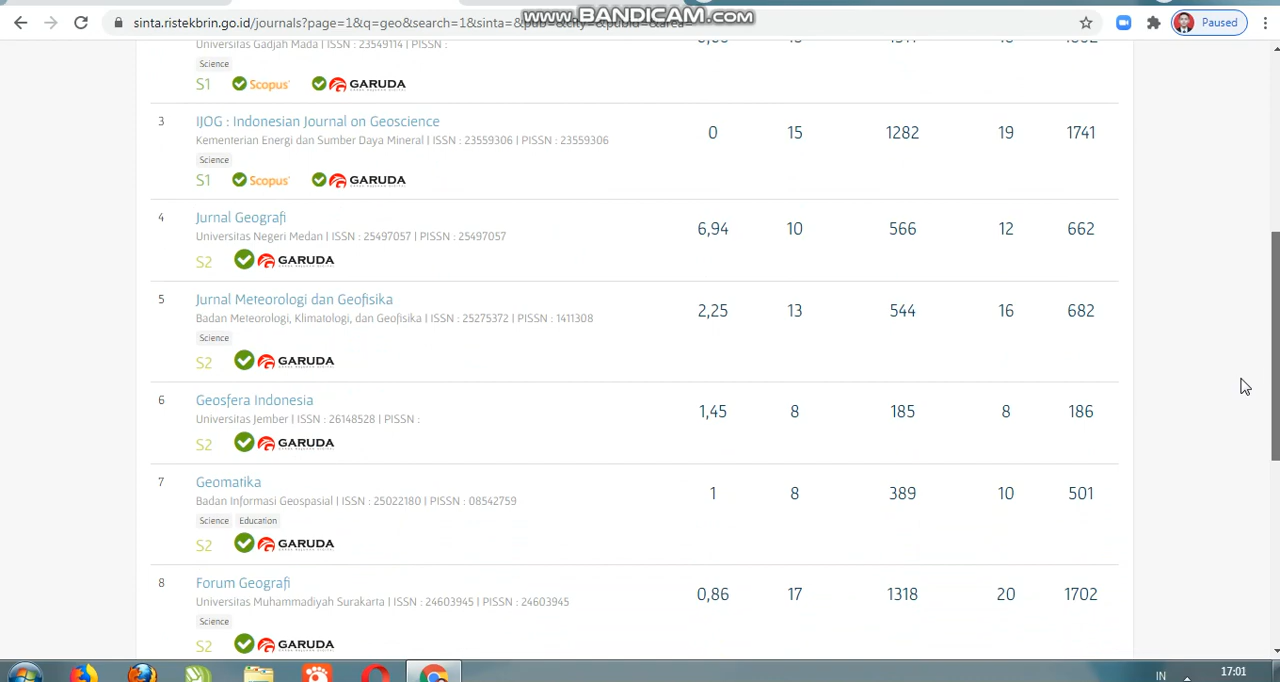 www.BANDICAM.com
sinta.ristekbrin.go.id/journals?page=1&q=geo&search=1&sinta=
Paused
Universitas Gadjah Mada | ISSN : 23549114 | PISSN :
Science
S1 Scopus GARUDA
3 IJOG : Indonesian Journal on Geoscience 0 15 1282 19 1741
Kementerian Energi dan Sumber Daya Mineral | ISSN : 23559306 | PISSN : 23559306
Science
S1 Scopus GARUDA
4 Jurnal Geografi 6,94 10 566 12 662
Universitas Negeri Medan | ISSN : 25497057 | PISSN : 25497057
S2 GARUDA
5 Jurnal Meteorologi dan Geofisika 2,25 13 544 16 682
Badan Meteorologi, Klimatologi, dan Geofisika | ISSN : 25275372 | PISSN : 1411308
Science
S2 GARUDA
6 Geosfera Indonesia 1,45 8 185 8 186
Universitas Jember | ISSN : 26148528 | PISSN :
S2 GARUDA
7 Geomatika 1 8 389 10 501
Badan Informasi Geospasial | ISSN : 25022180 | PISSN : 08542759
Science Education
S2 GARUDA
8 Forum Geografi 0,86 17 1318 20 1702
Universitas Muhammadiyah Surakarta | ISSN : 24603945 | PISSN : 24603945
Science
S2 GARUDA
IN 17:01